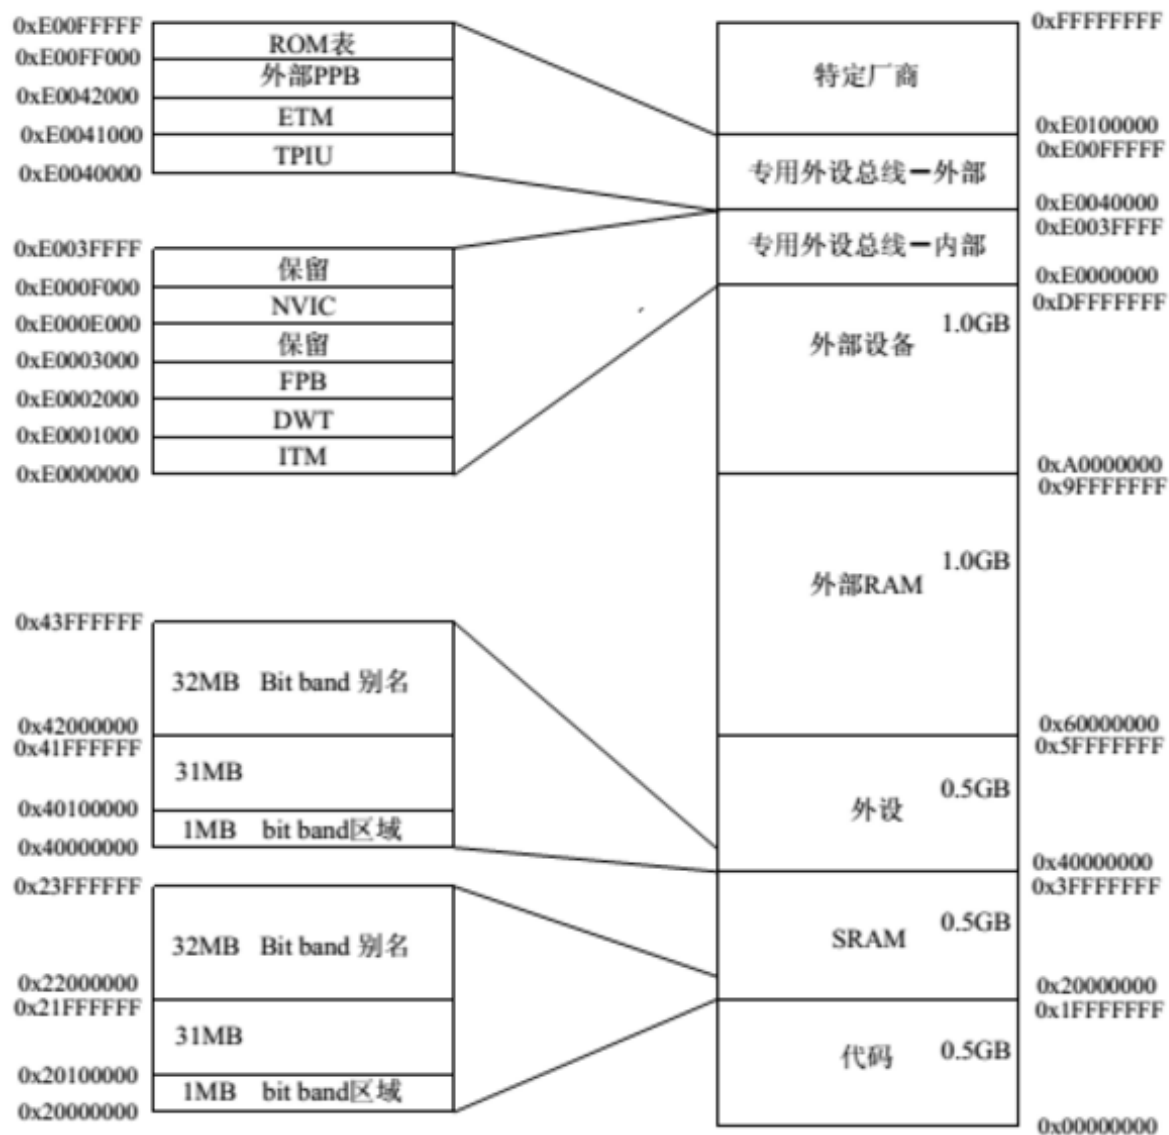 0xE00FFFFF
ROM表
0xE00FF000
外部PPB
0xE0042000
ETM
0xE0041000
TPIU
0xE0040000
0xE003FFFF
保留
0xE000F000
NVIC
0xE000E000
保留
0xE0003000
FPB
0xE0002000
DWT
0xE0001000
ITM
0xE0000000
0x43FFFFFF
32MB Bit band 别名
0x42000000
0x41FFFFFF
31MB
0x40100000
1MB bit band区域
0x40000000
0x23FFFFFF
32MB Bit band 别名
0x22000000
0x21FFFFFF
31MB
0x20100000
1MB bit band区域
0x20000000
0xFFFFFFFF
特定厂商
0xE0100000
0xE00FFFFF
专用外设总线－外部
0xE0040000
0xE003FFFF
专用外设总线－内部
0xE0000000
0xDFFFFFFF
1.0GB
外部设备
0xA0000000
0x9FFFFFFF
1.0GB
外部RAM
0x60000000
0x5FFFFFFF
0.5GB
外设
0x40000000
0x3FFFFFFF
0.5GB
SRAM
0x20000000
0x1FFFFFFF
0.5GB
代码
0x00000000